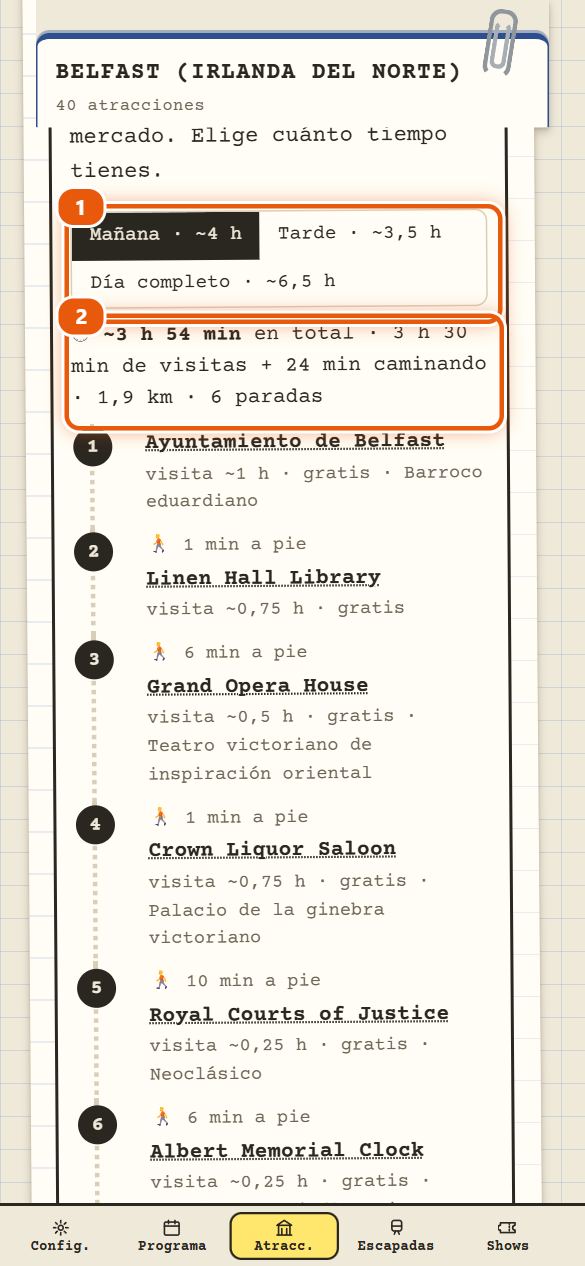 BELFAST (IRLANDA DEL NORTE)
40 atracciones
mercado. Elige cuánto tiempo
tienes.
1
Mañana · ~4 h
Tarde · ~3,5 h
Día completo · ~6,5 h
2
~3 h 54 min en total · 3 h 30
min de visitas + 24 min caminando
· 1,9 km · 6 paradas
1
Ayuntamiento de Belfast
visita ~1 h · gratis · Barroco
eduardiano
2
1 min a pie
Linen Hall Library
visita ~0,75 h · gratis
3
6 min a pie
Grand Opera House
visita ~0,5 h · gratis ·
Teatro victoriano de
inspiración oriental
4
1 min a pie
Crown Liquor Saloon
visita ~0,75 h · gratis ·
Palacio de la ginebra
victoriano
5
10 min a pie
Royal Courts of Justice
visita ~0,25 h · gratis ·
Neoclásico
6
6 min a pie
Albert Memorial Clock
visita ~0,25 h · gratis ·
Config.
Programa
Atracc.
Escapadas
Shows